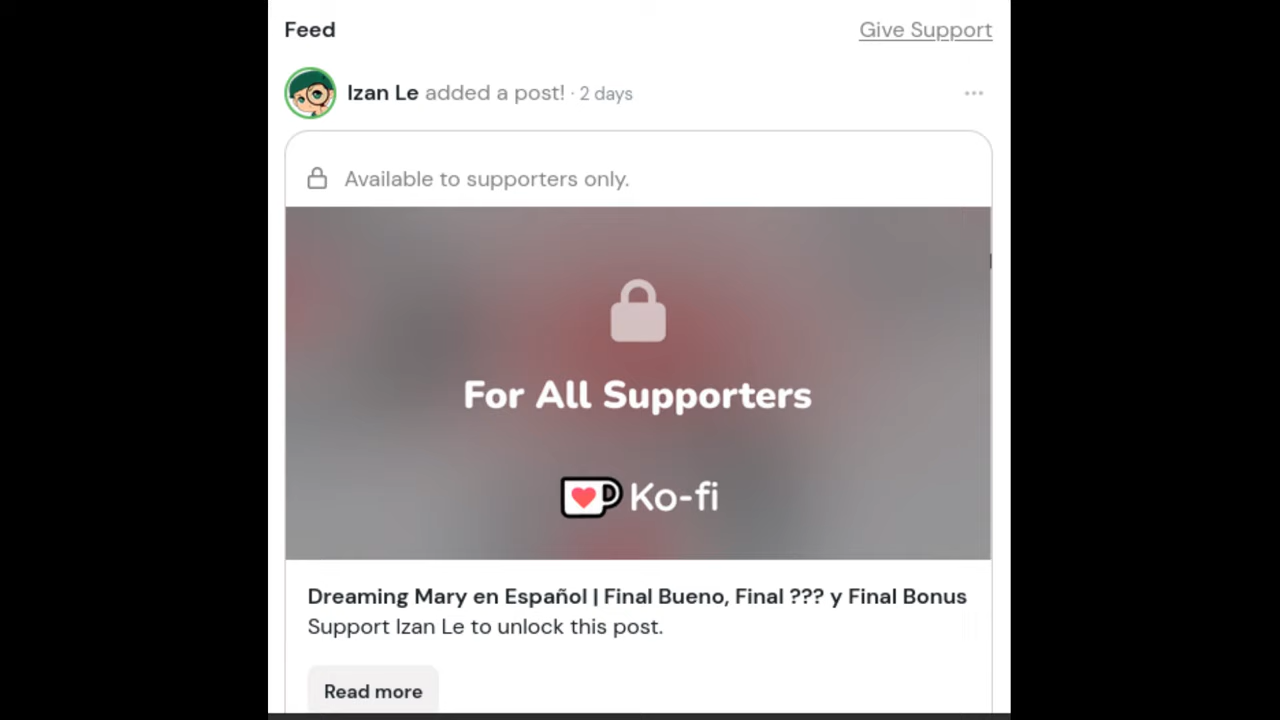 Feed
Give Support
Izan Le added a post! · 2 days
Available to supporters only.
For All Supporters
Ko-fi
Dreaming Mary en Español | Final Bueno, Final ??? y Final Bonus
Support Izan Le to unlock this post.
Read more